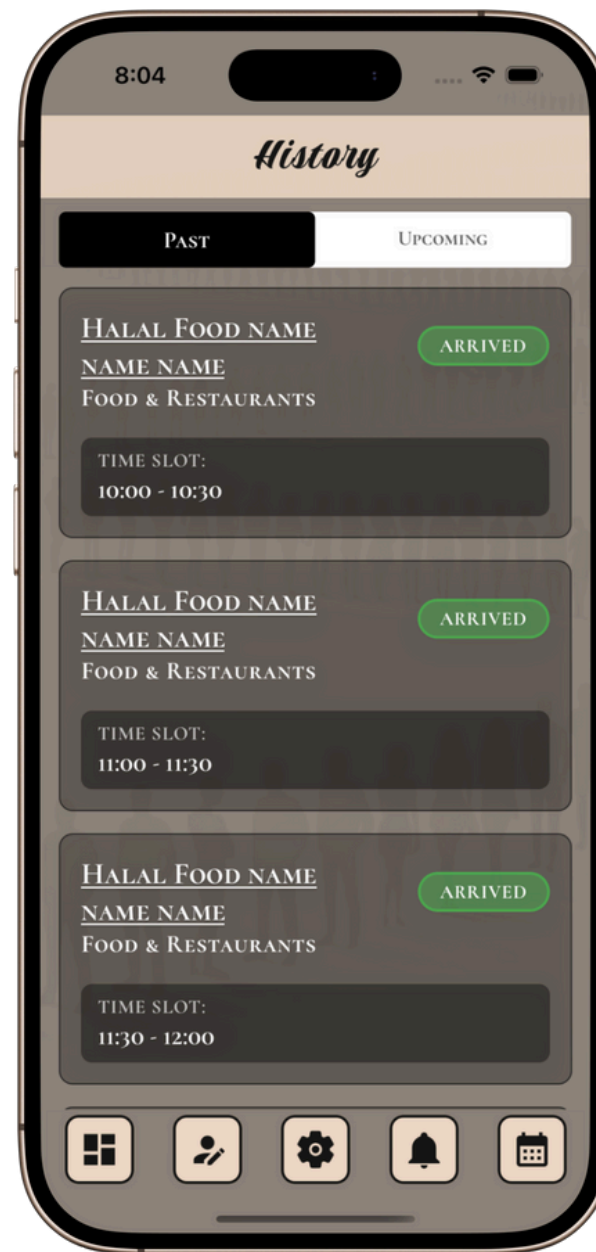 8:04
History
Past
Upcoming
Halal Food name
name name
Food & Restaurants
ARRIVED
TIME SLOT:
10:00 - 10:30
Halal Food name
name name
Food & Restaurants
ARRIVED
TIME SLOT:
11:00 - 11:30
Halal Food name
name name
Food & Restaurants
ARRIVED
TIME SLOT:
11:30 - 12:00